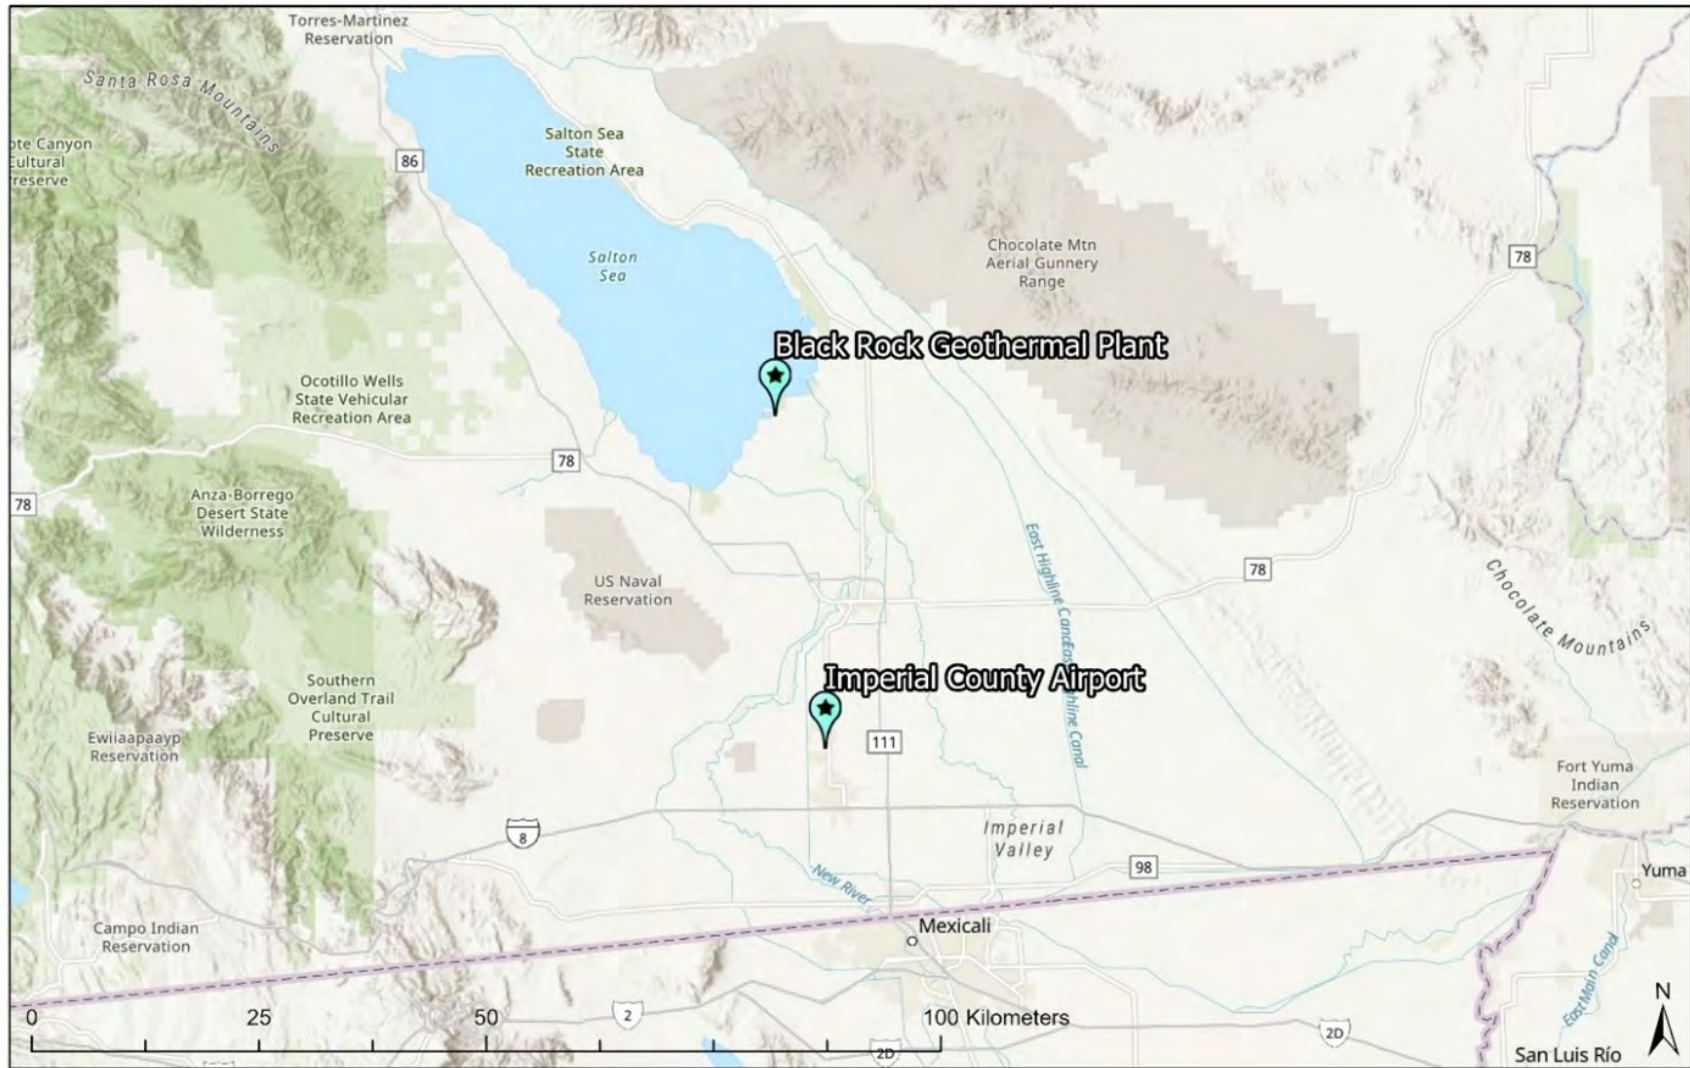 Torres-Martinez
Reservation
Santa Rosa Mountains
ote Canyon
Cultural
reserve
86
Salton Sea
State
Recreation Area
Salton
Sea
Chocolate Mtn
Aerial Gunnery
Range
78
Black Rock Geothermal Plant
Ocotillo Wells
State Vehicular
Recreation Area
78
78
Anza-Borrego
Desert State
Wilderness
US Naval
Reservation
East Highline Canal
78
Chocolate Mountains
Imperial County Airport
East Highline Canal
Southern
Overland Trail
Cultural
Preserve
Ewiiaapaayp
Reservation
111
Fort Yuma
Indian
Reservation
8
Imperial
Valley
98
New River
Yuma
Campo Indian
Reservation
Mexicali
East Main Canal
0 25 50 100 Kilometers
2
2D
2D
N
San Luis Río